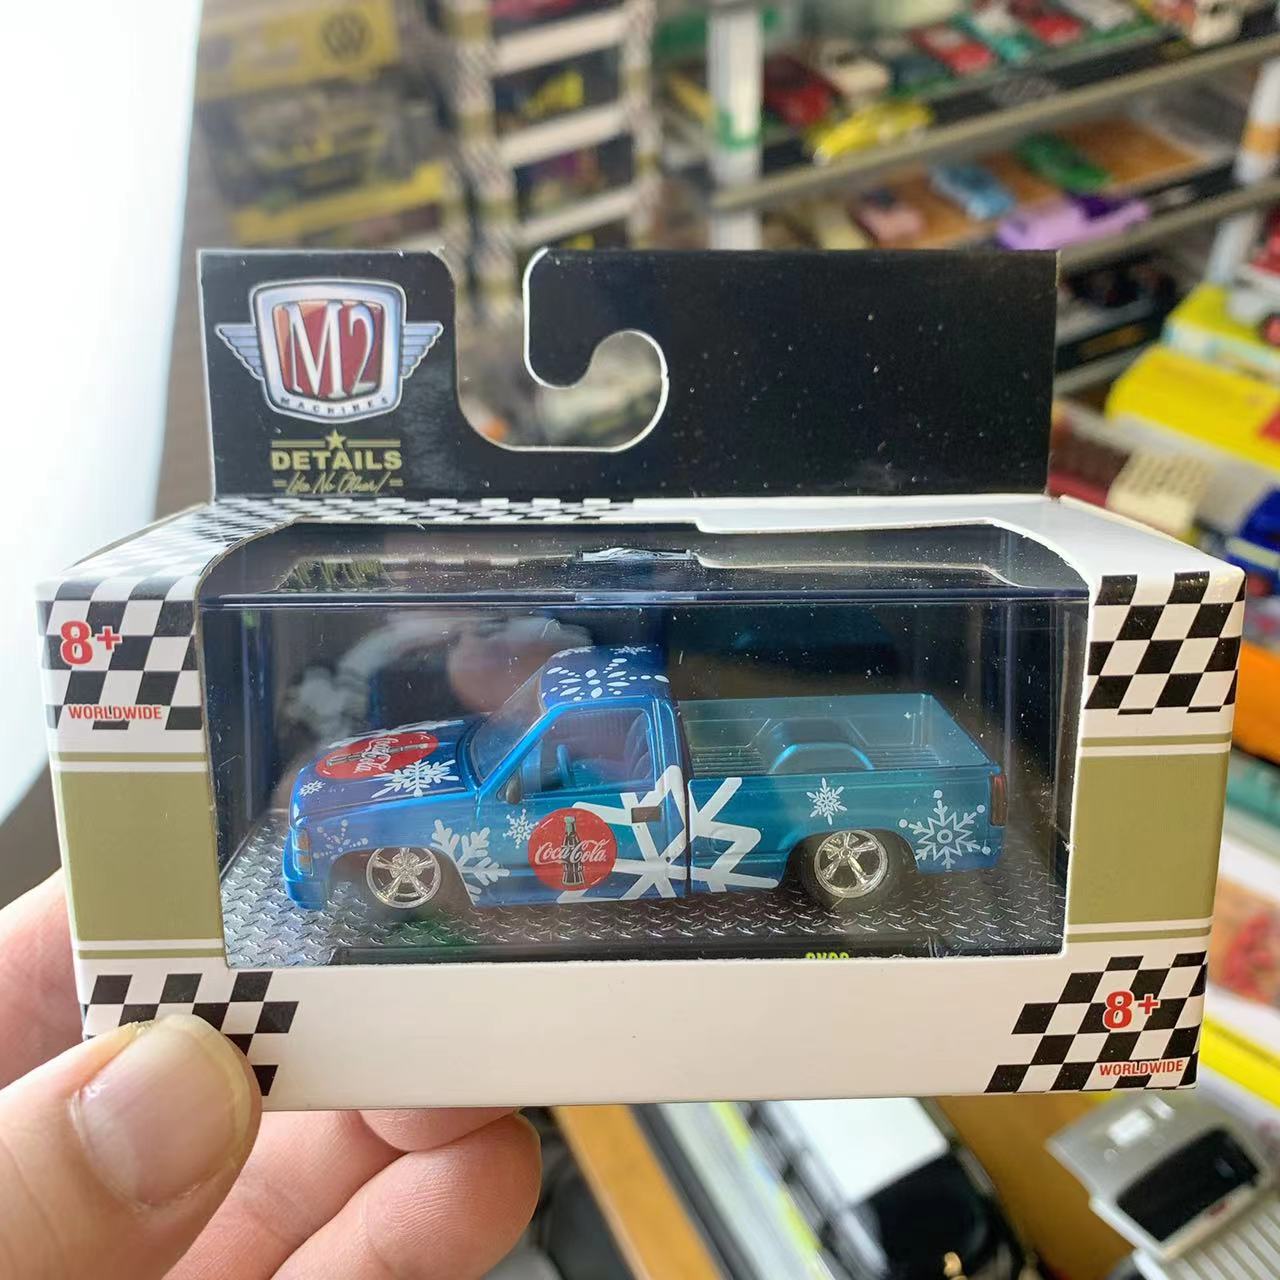 M2
MACHINES
DETAILS
Like No Other!
8+
WORLDWIDE
Coca-Cola
Coca-Cola
8+
WORLDWIDE